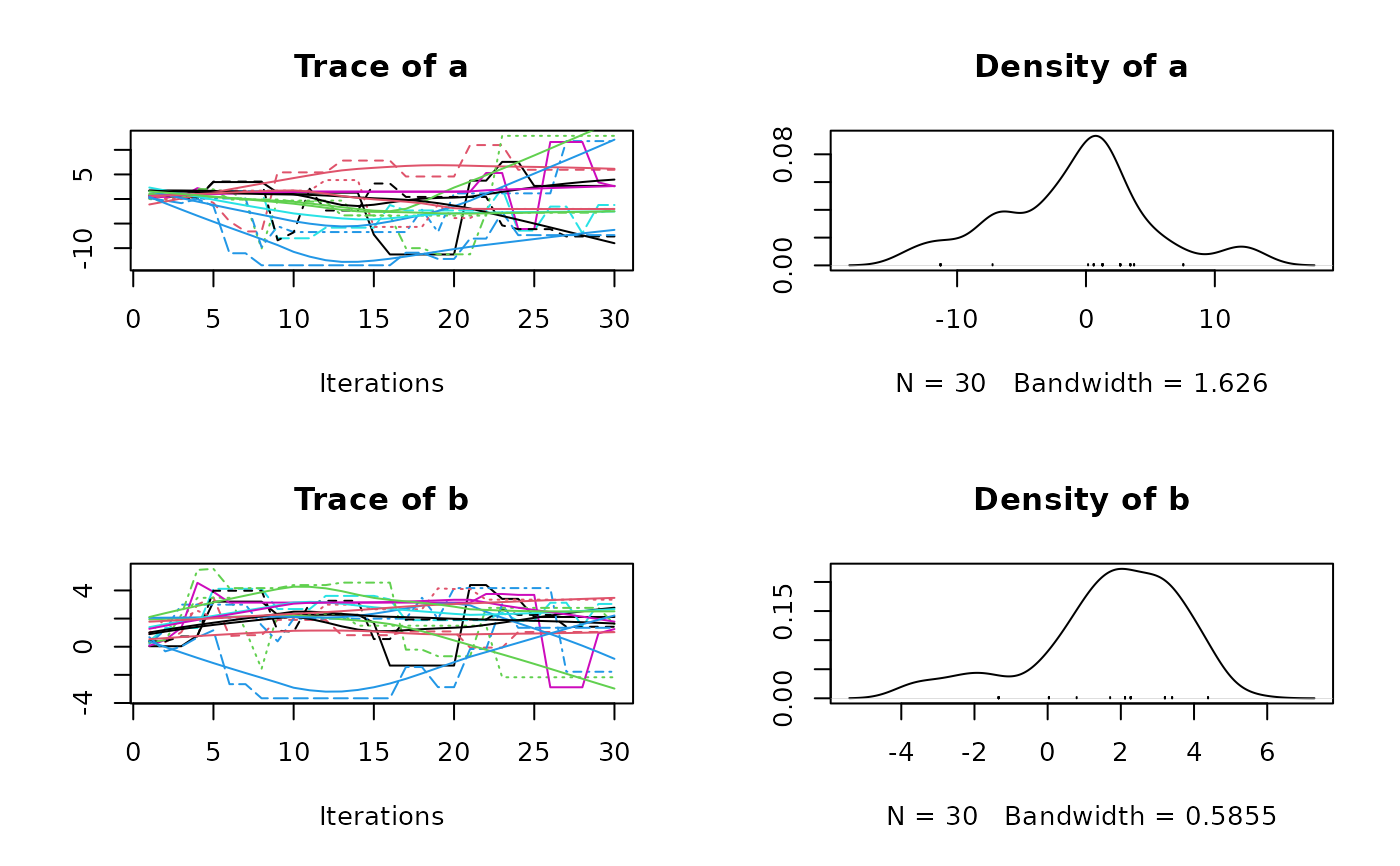 Trace of a
5
-10
0 5 10 15 20 25 30
Iterations
Density of a
0.08
0.00
-10 0 10
N = 30 Bandwidth = 1.626
Trace of b
4
0
-4
0 5 10 15 20 25 30
Iterations
Density of b
0.15
0.00
-4 -2 0 2 4 6
N = 30 Bandwidth = 0.5855